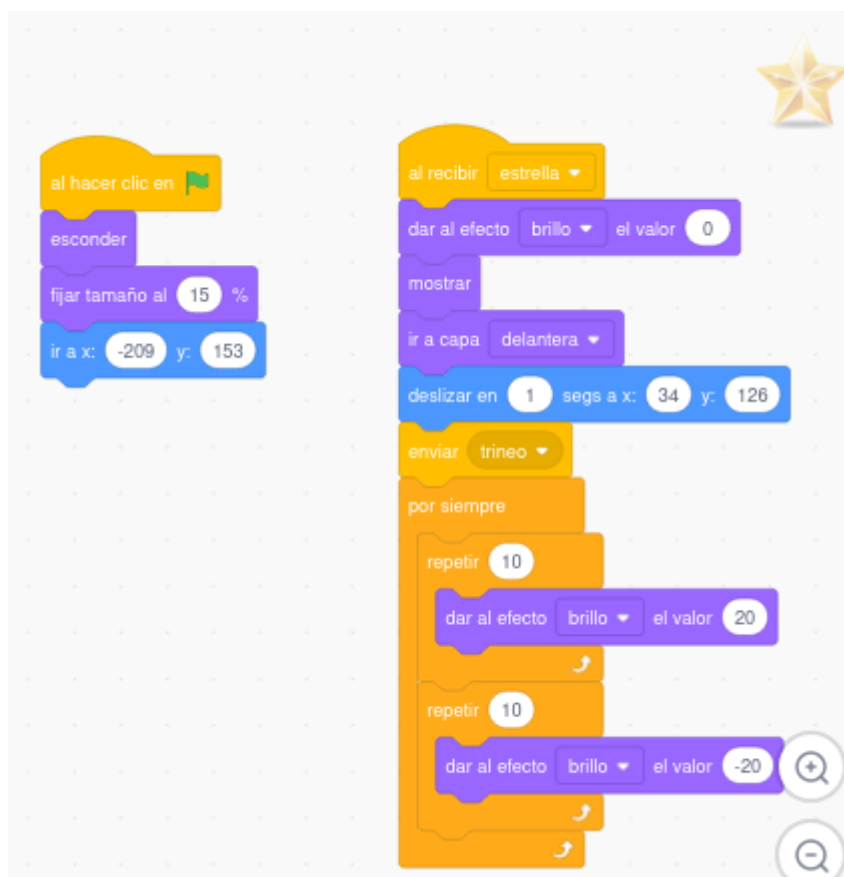 al hacer clic en
esconder
fijar tamaño al 15 %
ir a x: -209 y: 153
al recibir estrella
dar al efecto brillo el valor 0
mostrar
ir a capa delantera
deslizar en 1 segs a x: 34 y: 126
enviar trineo
por siempre
repetir 10
dar al efecto brillo el valor 20
repetir 10
dar al efecto brillo el valor -20